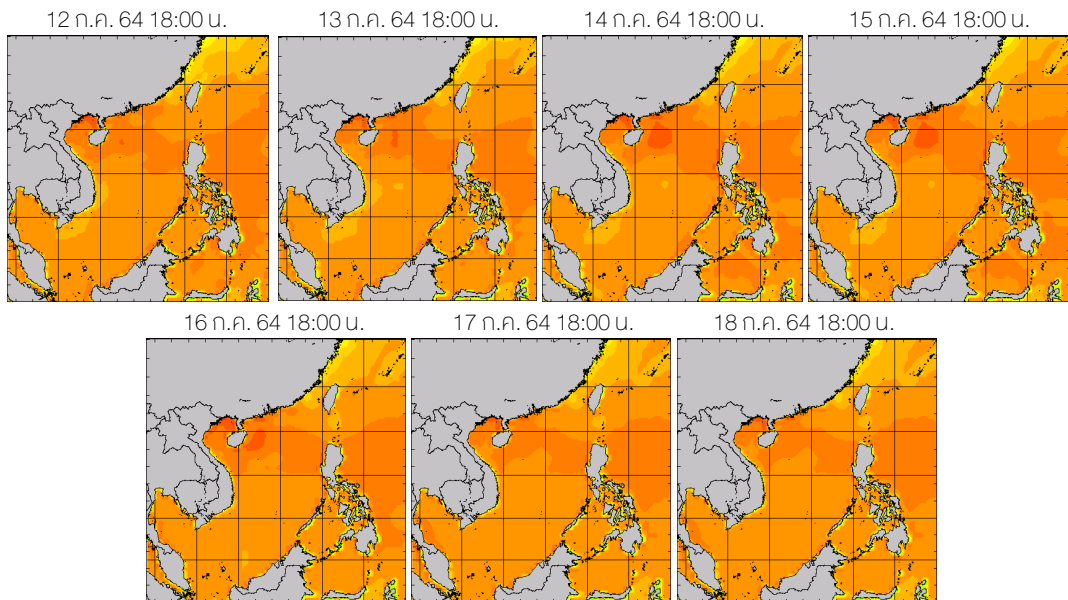 12 ก.ค. 64 18:00 น.
13 ก.ค. 64 18:00 น.
14 ก.ค. 64 18:00 น.
15 ก.ค. 64 18:00 น.
16 ก.ค. 64 18:00 น.
17 ก.ค. 64 18:00 น.
18 ก.ค. 64 18:00 น.